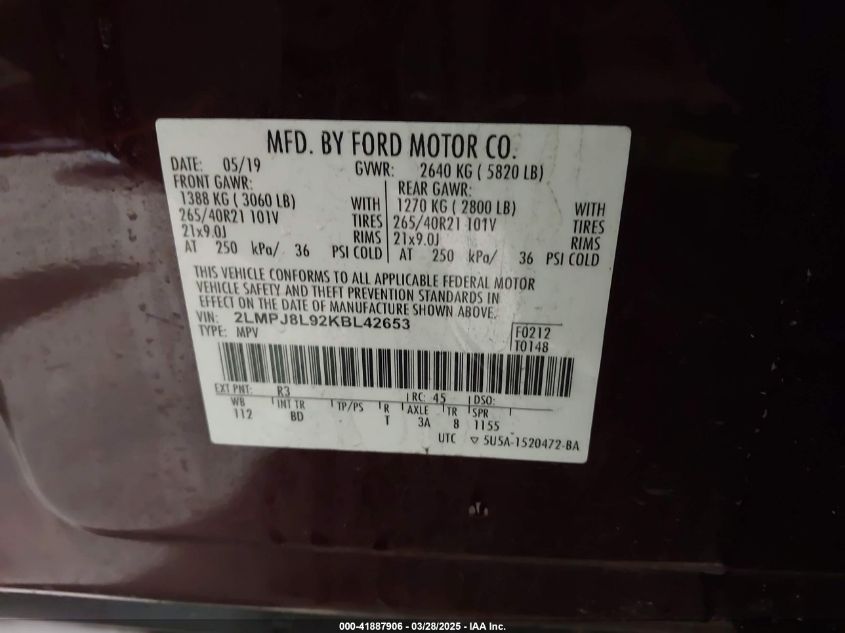 MFD. BY FORD MOTOR CO.
DATE: 05/19 GVWR: 2640 KG ( 5820 LB)
FRONT GAWR: REAR GAWR:
1388 KG ( 3060 LB) WITH 1270 KG ( 2800 LB) WITH
265/40R21 101V TIRES 265/40R21 101V TIRES
21x9.0J RIMS 21x9.0J RIMS
AT 250 kPa/ 36 PSI COLD AT 250 kPa/ 36 PSI COLD
THIS VEHICLE CONFORMS TO ALL APPLICABLE FEDERAL MOTOR
VEHICLE SAFETY AND THEFT PREVENTION STANDARDS IN
EFFECT ON THE DATE OF MANUFACTURE SHOWN ABOVE.
VIN: 2LMPJ8L92KBL42653
TYPE: MPV
F0212
T0148
EXT PNT: R3 RC: 45 DSO:
WB INT TR TP/PS R AXLE TR SPR
112 BD T 3A 8 1155
UTC ▽ 5U5A-1520472-BA
000-41887906 - 03/28/2025 - IAA Inc.